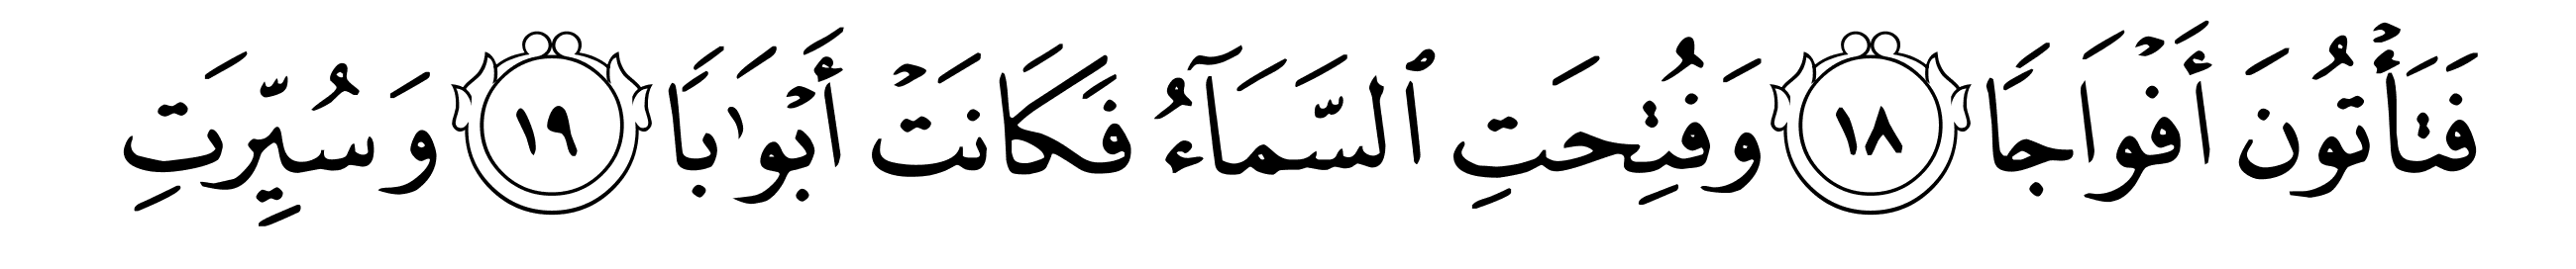 فَتَأۡتُونَ أَفۡوَاجًا ١٨ وَفُتِحَتِ ٱلسَّمَآءُ فَكَانَتۡ أَبۡوَٰبًا ١٩ وَسُيِّرَتِ